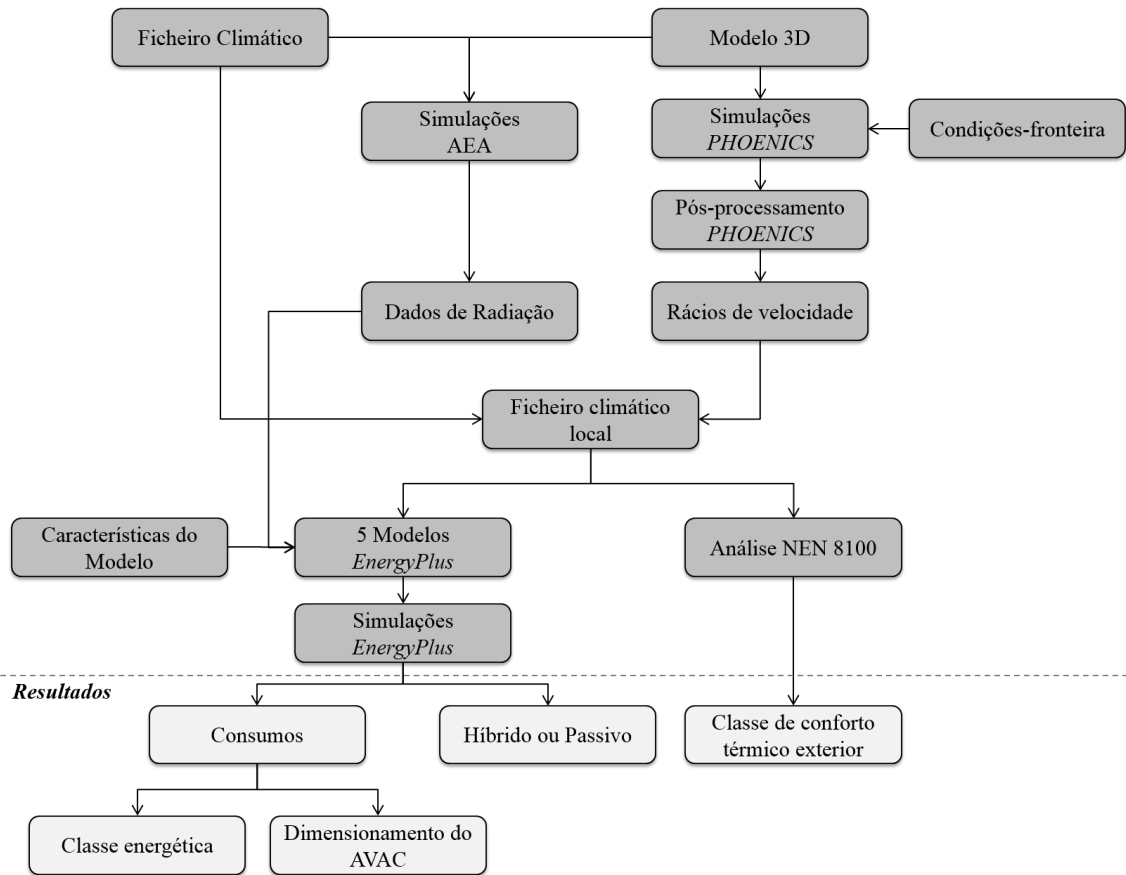 Ficheiro Climático
Modelo 3D
Simulações
AEA
Simulações
PHOENICS
Condições-fronteira
Pós-processamento
PHOENICS
Dados de Radiação
Rácios de velocidade
Ficheiro climático
local
Características do
Modelo
5 Modelos
EnergyPlus
Análise NEN 8100
Simulações
EnergyPlus
Resultados
Consumos
Híbrido ou Passivo
Classe de conforto
térmico exterior
Classe energética
Dimensionamento do
AVAC